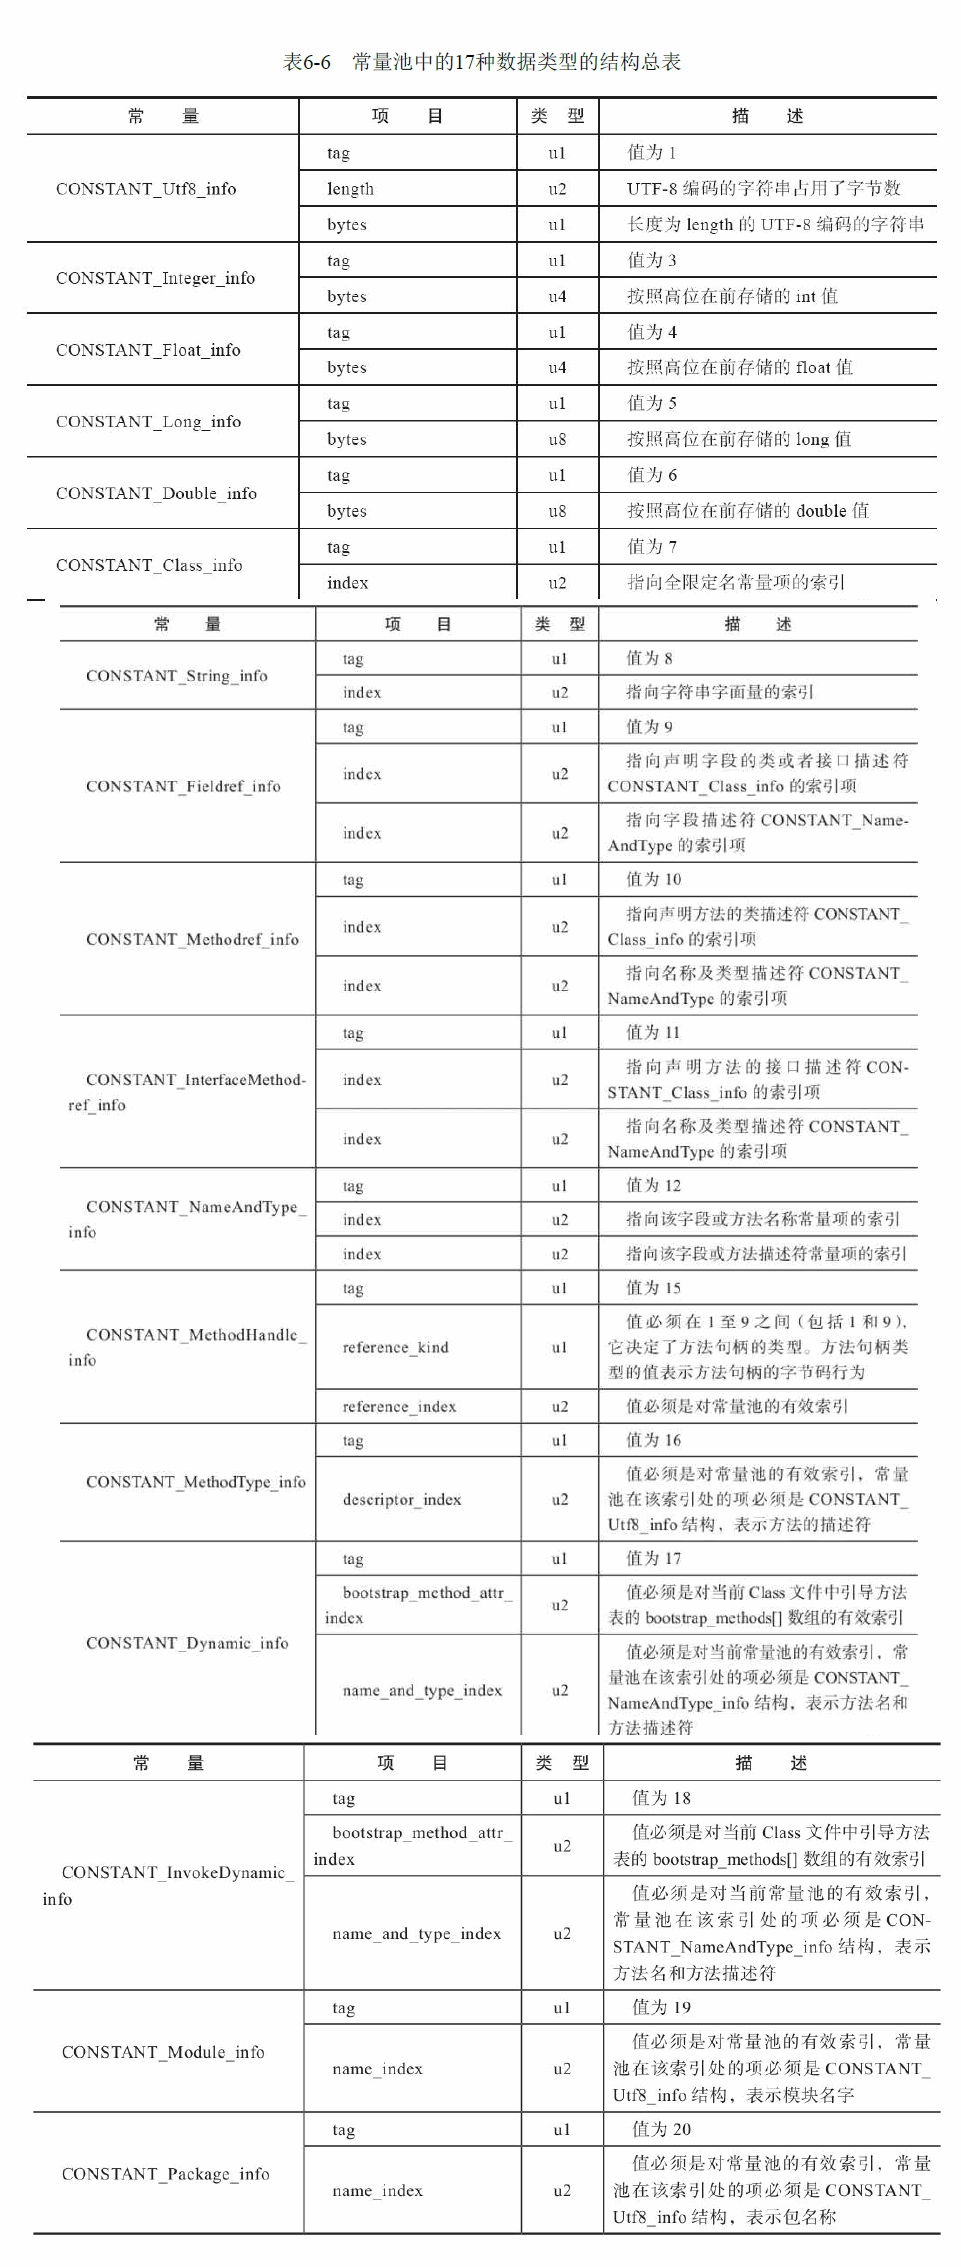 表6-6 常量池中的17种数据类型的结构总表
常 量 项 目 类 型 描 述
CONSTANT_Utf8_info
tag u1 值为 1
length u2 UTF-8 编码的字符串占用了字节数
bytes u1 长度为 length 的 UTF-8 编码的字符串
CONSTANT_Integer_info
tag u1 值为 3
bytes u4 按照高位在前存储的 int 值
CONSTANT_Float_info
tag u1 值为 4
bytes u4 按照高位在前存储的 float 值
CONSTANT_Long_info
tag u1 值为 5
bytes u8 按照高位在前存储的 long 值
CONSTANT_Double_info
tag u1 值为 6
bytes u8 按照高位在前存储的 double 值
CONSTANT_Class_info
tag u1 值为 7
index u2 指向全限定名常量项的索引
常 量 项 目 类 型 描 述
CONSTANT_String_info
tag u1 值为 8
index u2 指向字符串字面量的索引
CONSTANT_Fieldref_info
tag u1 值为 9
index u2 指向声明字段的类或者接口描述符
CONSTANT_Class_info 的索引项
index u2 指向字段描述符 CONSTANT_Name-
AndType 的索引项
CONSTANT_Methodref_info
tag u1 值为 10
index u2 指向声明方法的类描述符 CONSTANT_
Class_info 的索引项
index u2 指向名称及类型描述符 CONSTANT_
NameAndType 的索引项
CONSTANT_InterfaceMethod-
ref_info
tag u1 值为 11
index u2 指向声明方法的接口描述符 CON-
STANT_Class_info 的索引项
index u2 指向名称及类型描述符 CONSTANT_
NameAndType 的索引项
CONSTANT_NameAndType_
info
tag u1 值为 12
index u2 指向该字段或方法名称常量项的索引
index u2 指向该字段或方法描述符常量项的索引
CONSTANT_MethodHandle_
info
tag u1 值为 15
reference_kind u1 值必须在 1 至 9 之间（包括 1 和 9），
它决定了方法句柄的类型。方法句柄类
型的值表示方法句柄的字节码行为
reference_index u2 值必须是对常量池的有效索引
CONSTANT_MethodType_info
tag u1 值为 16
descriptor_index u2 值必须是对常量池的有效索引，常量
池在该索引处的项必须是 CONSTANT_
Utf8_info 结构，表示方法的描述符
CONSTANT_Dynamic_info
tag u1 值为 17
bootstrap_method_attr_
index u2 值必须是对当前 Class 文件中引导方法
表的 bootstrap_methods[] 数组的有效索引
name_and_type_index u2 值必须是对当前常量池的有效索引，常
量池在该索引处的项必须是 CONSTANT_
NameAndType_info 结构，表示方法名和
方法描述符
常 量 项 目 类 型 描 述
CONSTANT_InvokeDynamic_
info
tag u1 值为 18
bootstrap_method_attr_
index u2 值必须是对当前 Class 文件中引导方法
表的 bootstrap_methods[] 数组的有效索引
name_and_type_index u2 值必须是对当前常量池的有效索引，
常量池在该索引处的项必须是 CON-
STANT_NameAndType_info 结构，表示
方法名和方法描述符
CONSTANT_Module_info
tag u1 值为 19
name_index u2 值必须是对常量池的有效索引，常量
池在该索引处的项必须是 CONSTANT_
Utf8_info 结构，表示模块名字
CONSTANT_Package_info
tag u1 值为 20
name_index u2 值必须是对常量池的有效索引，常量
池在该索引处的项必须是 CONSTANT_
Utf8_info 结构，表示包名称